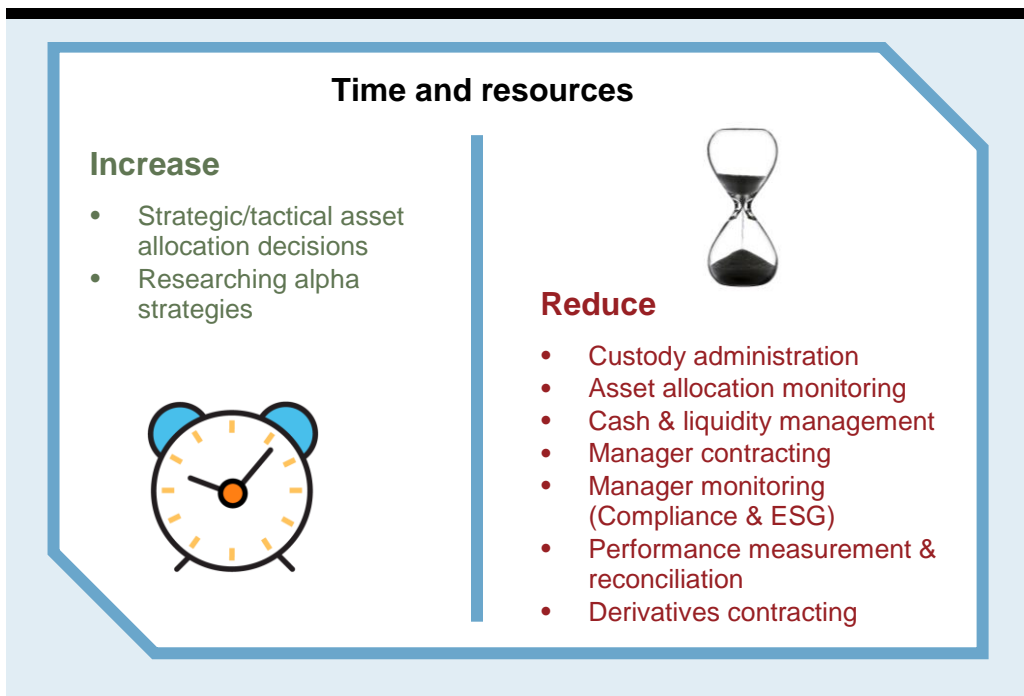 Time and resources
Increase
• Strategic/tactical asset
allocation decisions
• Researching alpha
strategies
Reduce
• Custody administration
• Asset allocation monitoring
• Cash & liquidity management
• Manager contracting
• Manager monitoring
(Compliance & ESG)
• Performance measurement &
reconciliation
• Derivatives contracting